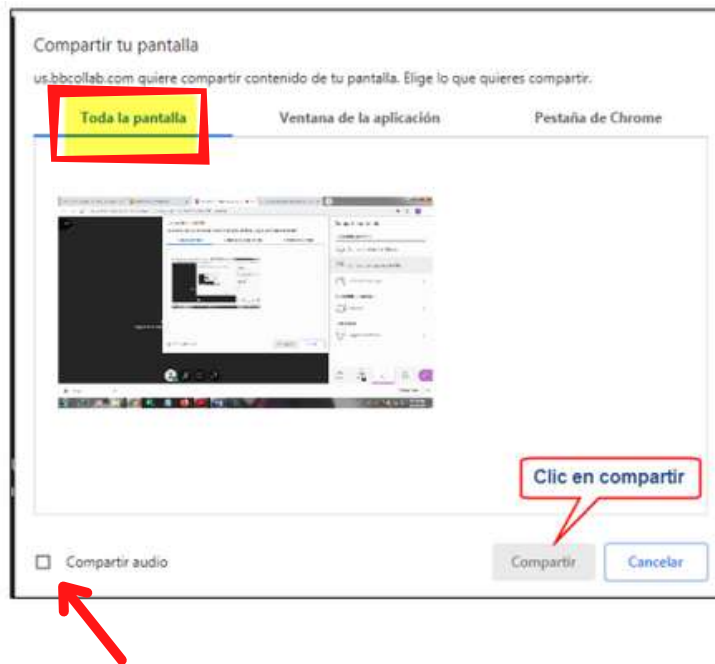 Compartir tu pantalla
us.bbcollab.com quiere compartir contenido de tu pantalla. Elige lo que quieres compartir.
Toda la pantalla Ventana de la aplicación Pestaña de Chrome
Clic en compartir
Compartir audio Compartir Cancelar